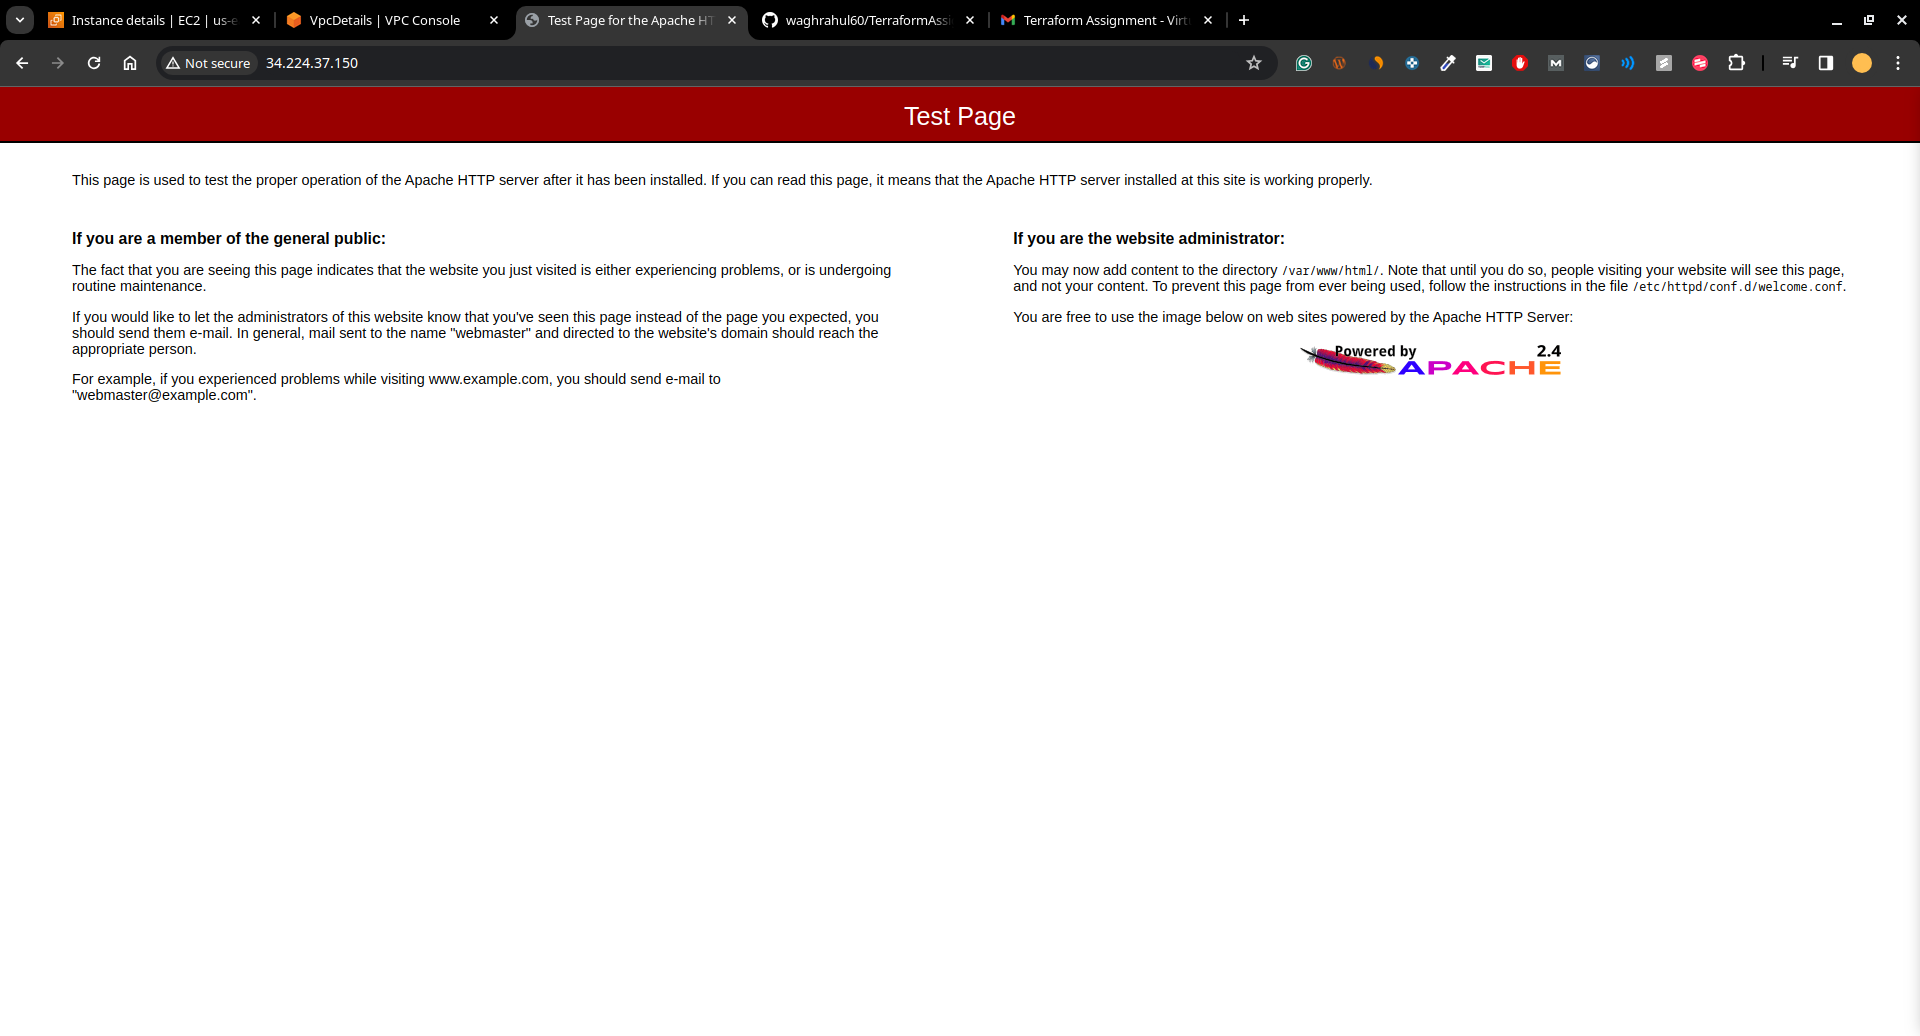 Instance details | EC2 | us-e
VpcDetails | VPC Console
Test Page for the Apache HT
waghrahul60/TerraformAssi
Terraform Assignment - Virt
Not secure
34.224.37.150
Test Page
This page is used to test the proper operation of the Apache HTTP server after it has been installed. If you can read this page, it means that the Apache HTTP server installed at this site is working properly.
If you are a member of the general public:
The fact that you are seeing this page indicates that the website you just visited is either experiencing problems, or is undergoing
routine maintenance.
If you would like to let the administrators of this website know that you've seen this page instead of the page you expected, you
should send them e-mail. In general, mail sent to the name "webmaster" and directed to the website's domain should reach the
appropriate person.
For example, if you experienced problems while visiting www.example.com, you should send e-mail to
"webmaster@example.com".
If you are the website administrator:
You may now add content to the directory /var/www/html/. Note that until you do so, people visiting your website will see this page,
and not your content. To prevent this page from ever being used, follow the instructions in the file /etc/httpd/conf.d/welcome.conf.
You are free to use the image below on web sites powered by the Apache HTTP Server:
Powered by 2.4
APACHE